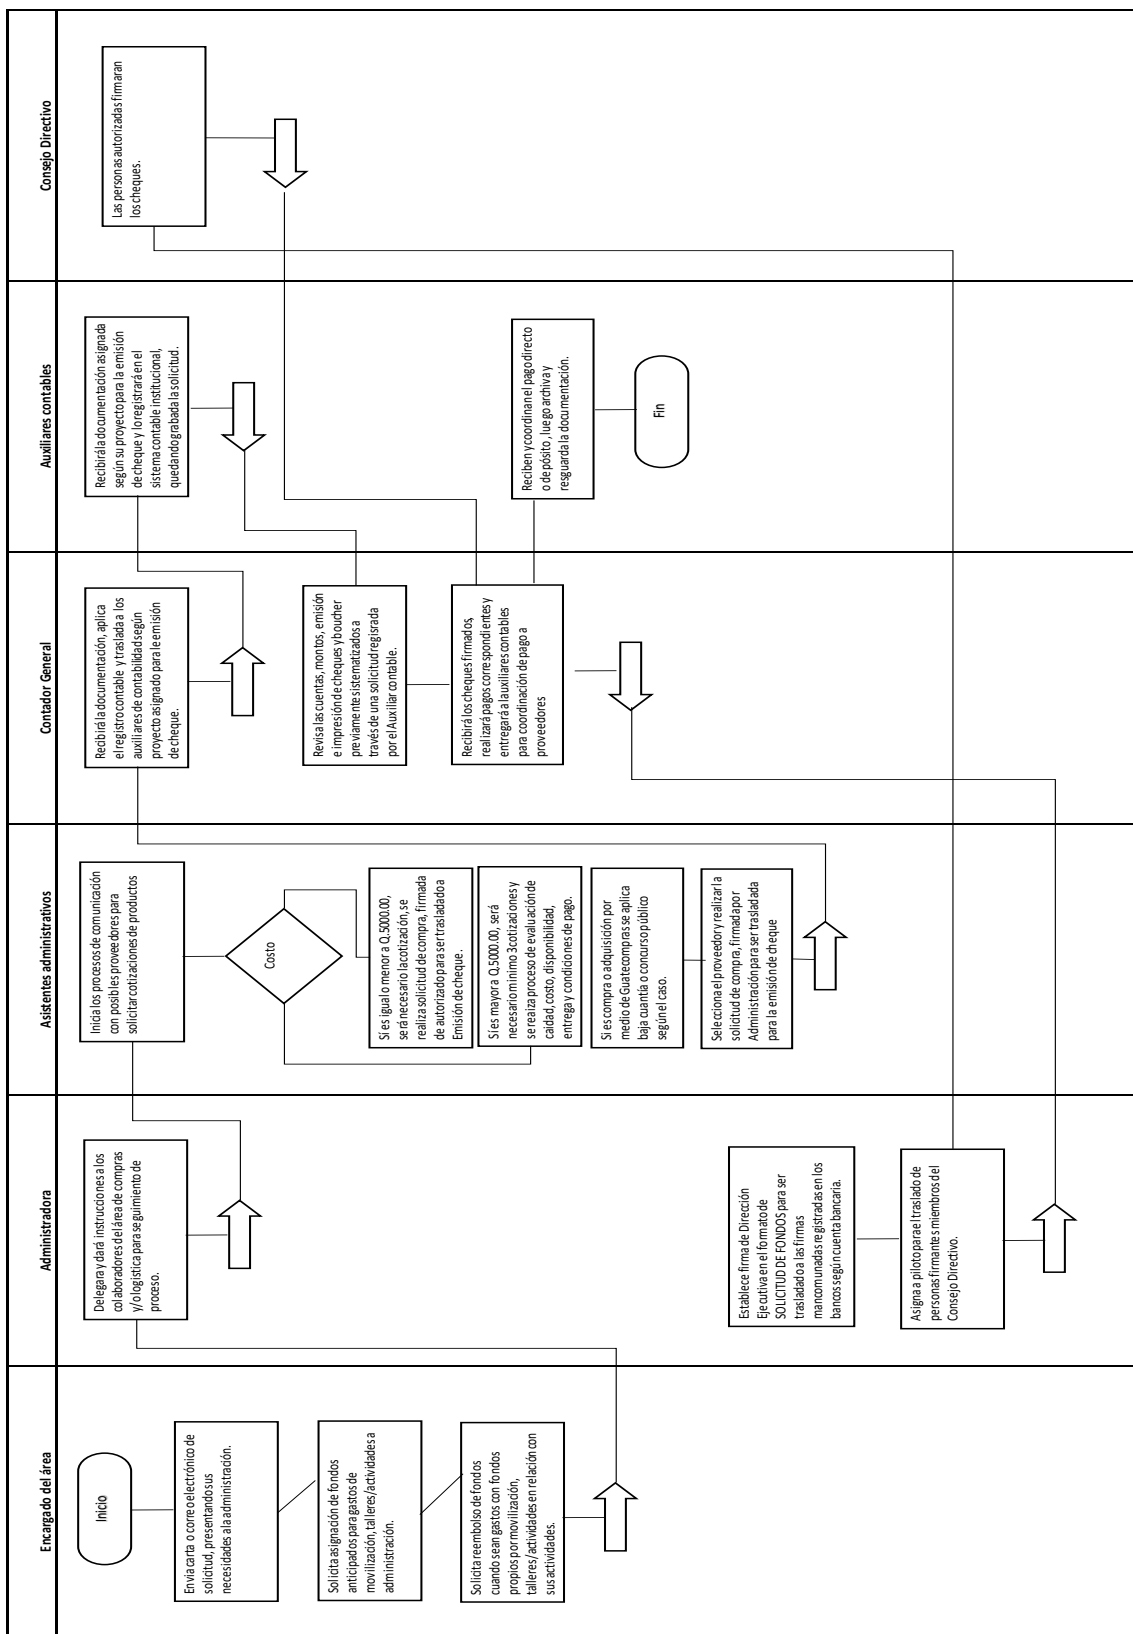 Encargado del área
Administradora
Asistentes administrativos
Contador General
Auxiliares contables
Consejo Directivo
Inicio
Envia carta o correo electrónico de
solicitud, presentando sus
necesidades a la administración.
Solicita asignación de fondos
anticipados para gastos de
movilización, talleres/actividades a
administración.
Solicita reembolso de fondos
cuando sean gastos con fondos
propios por movilización,
talleres/actividades en relación con
sus actividades.
Delegara y dará instrucciones a los
colaboradores del área de compras
y/o logística para seguimiento de
proceso.
Establece firma de Dirección
Ejecutiva en el formato de
SOLICITUD DE FONDOS para ser
trasladado a las firmas
mancomunadas registradas en los
bancos según cuenta bancaria.
Asigna a piloto para el traslado de
personas firmantes miembros del
Consejo Directivo.
Inicia los procesos de comunicación
con posibles proveedores para
solicitar cotizaciones de productos
Costo
Sí es igual o menor a Q.5000.00,
será necesario la cotización, se
realiza solicitud de compra, firmada
de autorizado para ser trasladado a
Emisión de cheque.
Sí es mayor a Q,5000.00, será
necesario minimo 3 cotizaciones y
se reaiza proceso de evaluación de
caidad, costo, disponibilidad,
entrega y condiciones de pago.
Si es compra o adquisición por
medio de Guatecompras se aplica
baja cuantía o concurso público
según el caso.
Selecciona el proveedor y realizar la
solicitud de compra, firmada por
Administración para ser trasladada
para la emisión de cheque
Recibirá la documentación, aplica
el registro contable y traslada a los
auxiliares de contabilidad según
proyecto asignado para le emisión
de cheque.
Revisa las cuentas, montos, emisión
e impresión de cheques y boucher
previamente sistematizados a
través de una solicitud regisrada
por el Auxiliar contable.
Recibirá los cheques firmados,
realizará pagos correspondientes y
entregará a la auxiliares contables
para coordinación de pago a
proveedores
Recibirá la documentación asignada
según su proyecto para la emisión
de cheque y lo registrará en el
sistema contable institucional,
quedando grabada la solicitud.
Reciben y coordinan el pago directo
o depósito, luego archiva y
resguarda la documentación.
Fin
Las personas autorizadas firmaran
los cheques.